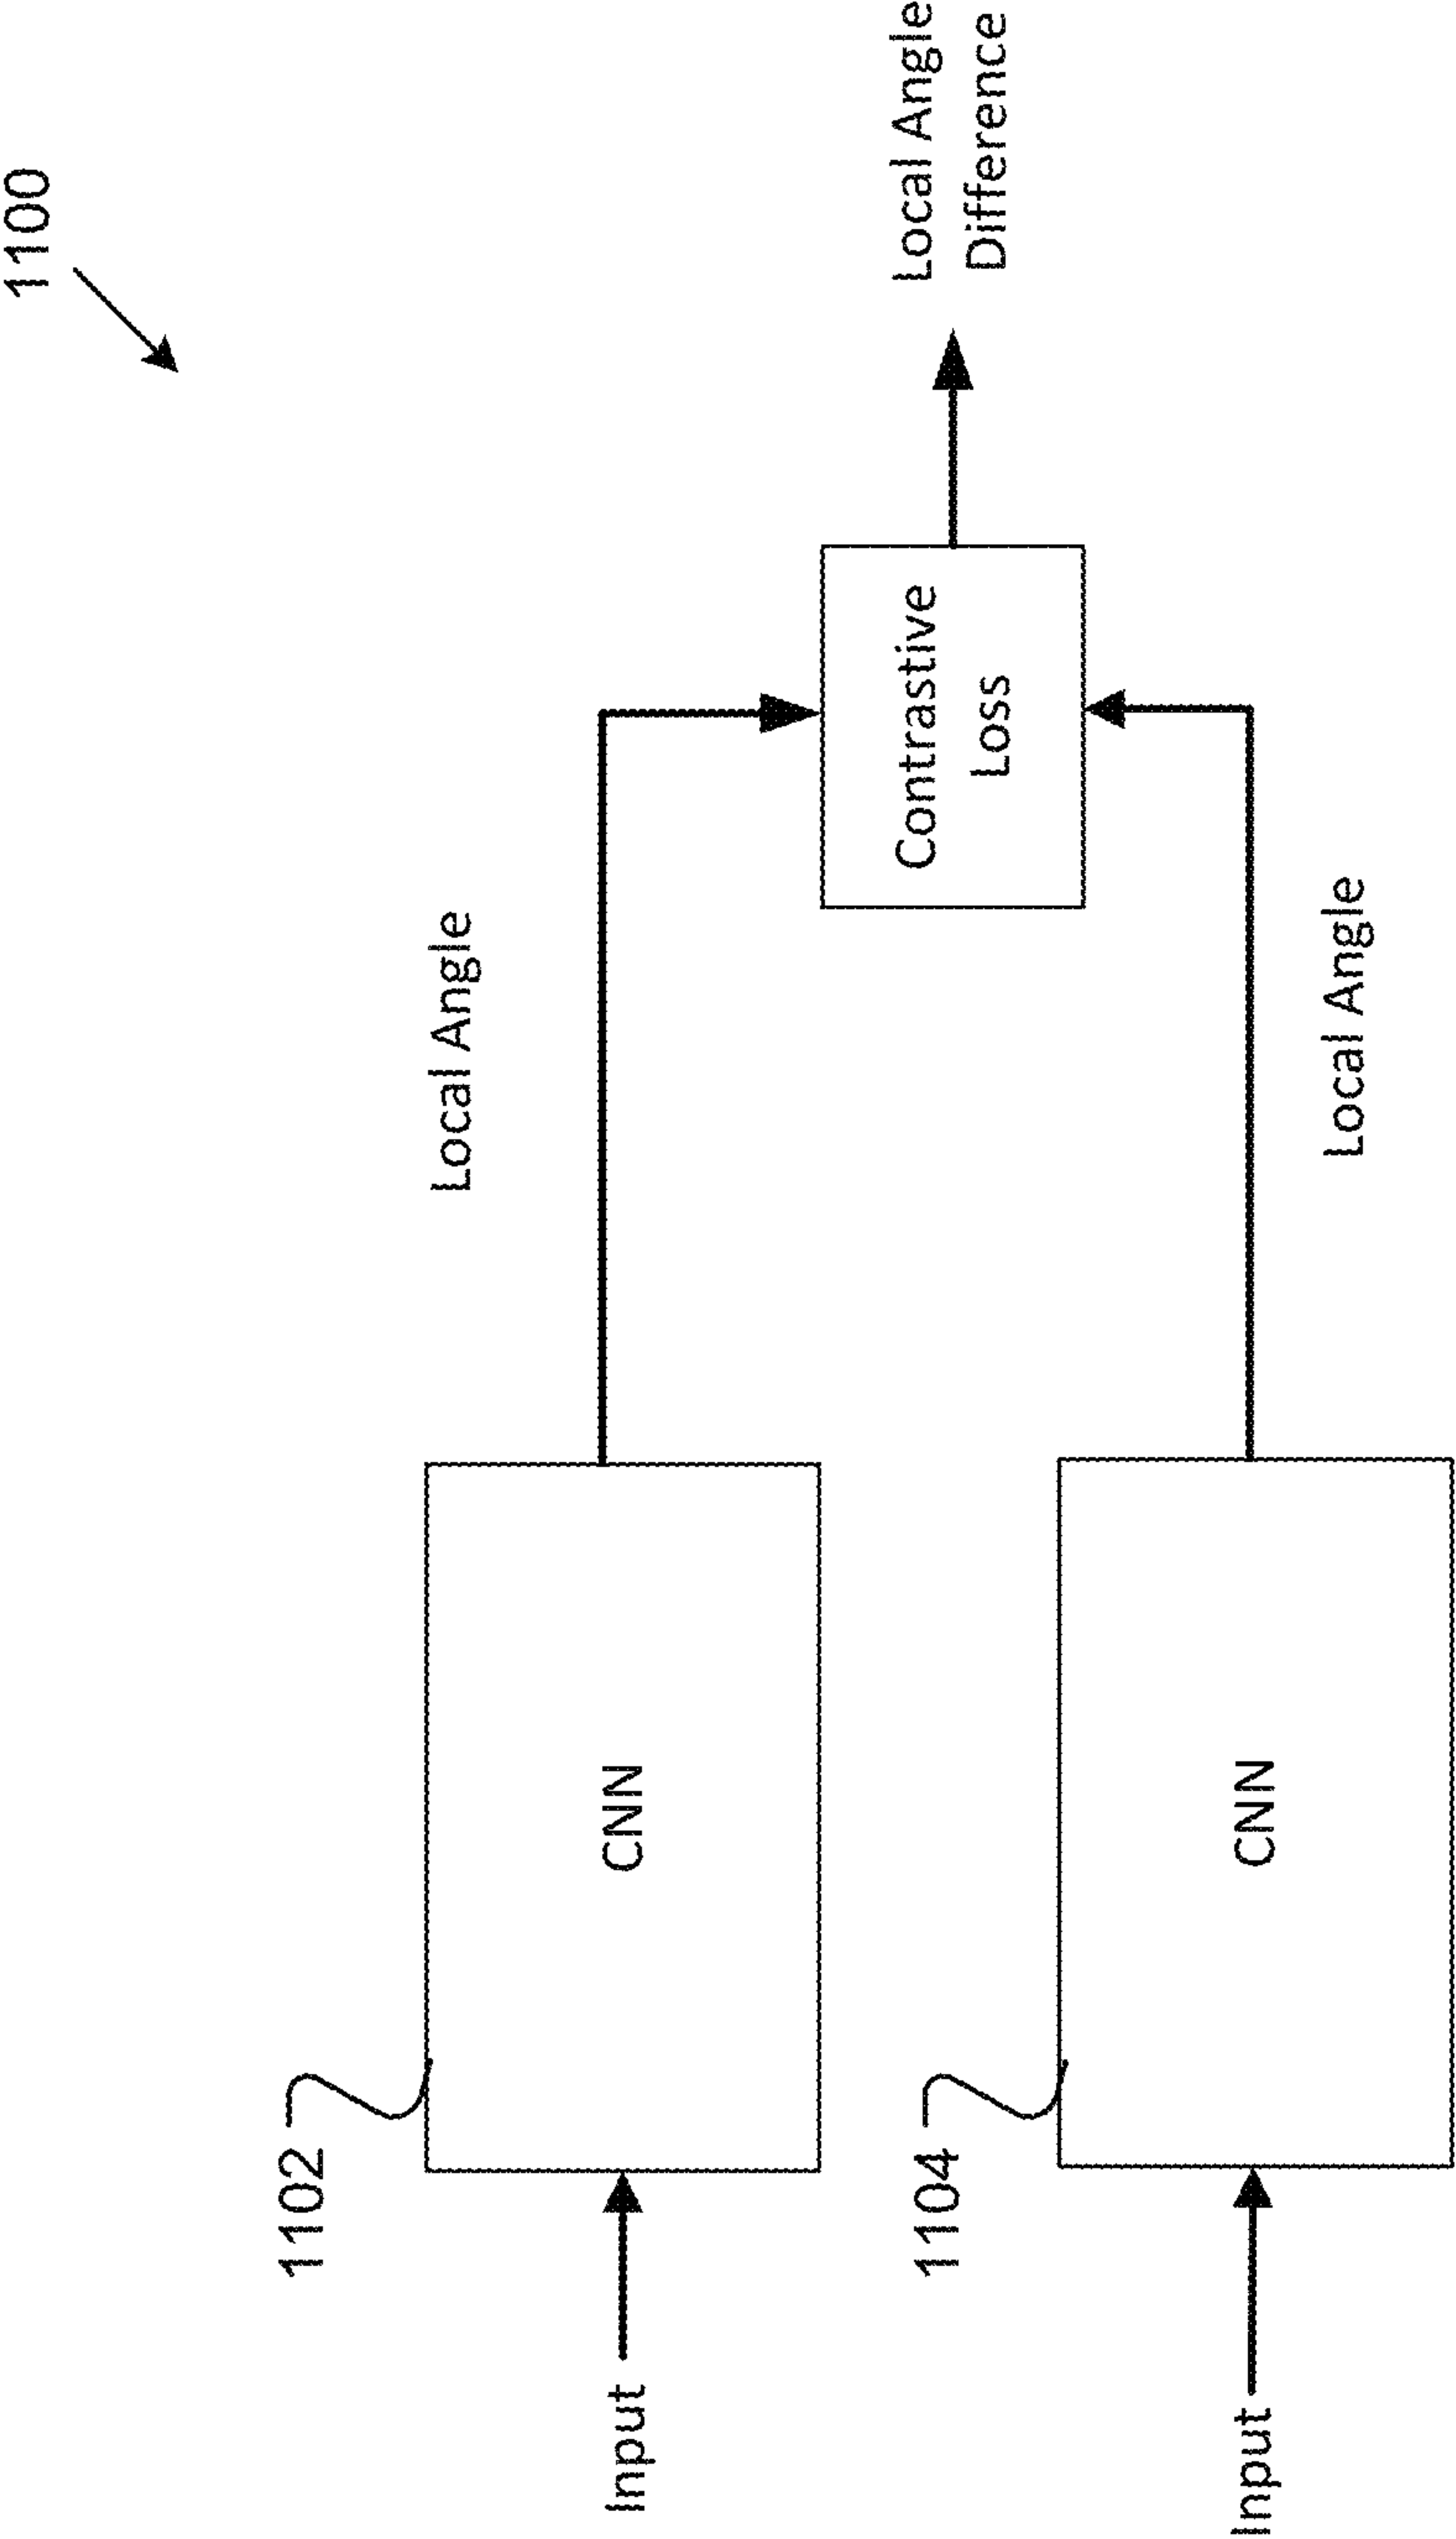 1100
Local Angle
1102
Input
CNN
Contrastive
Loss
Local Angle
Difference
1104
Input
CNN
Local Angle